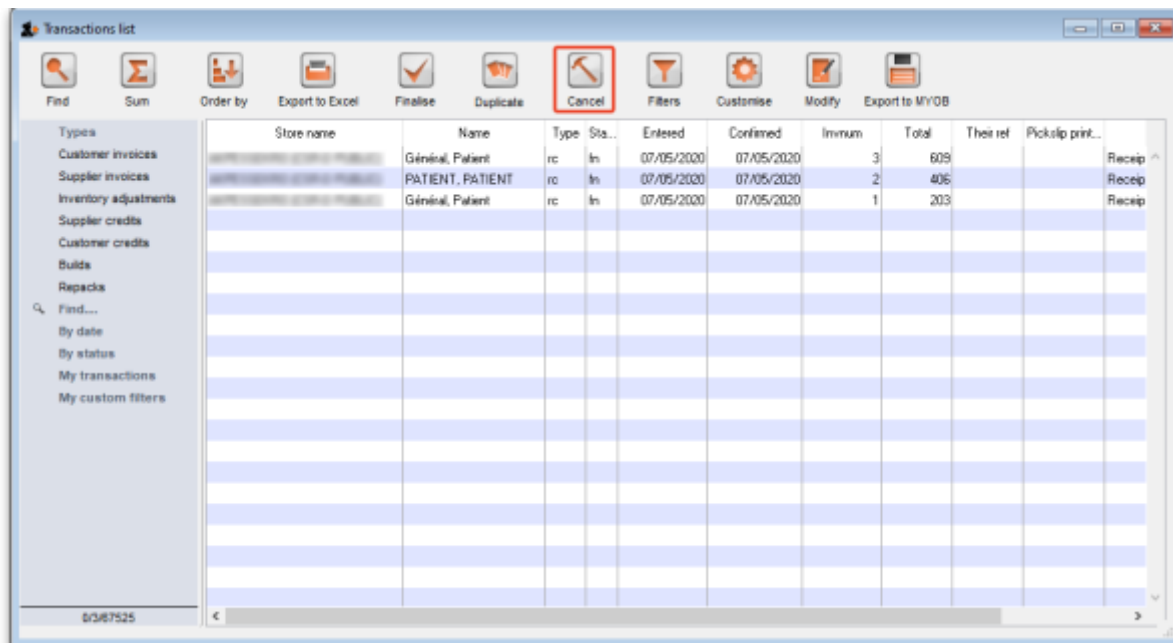 Transactions list
Find Sum Order by Export to Excel Finalise Duplicate Cancel Filters Customise Modify Export to MYOB
Types
Customer invoices
Supplier invoices
Inventory adjustments
Supplier credits
Customer credits
Builds
Repacks
Find...
By date
By status
My transactions
My custom filters
0/3/67525
Store name Name Type Sta... Entered Confirmed Invnum Total Their ref Pickslip print...
Général, Patient rc fn 07/05/2020 07/05/2020 3 609 Receip
PATIENT, PATIENT rc fn 07/05/2020 07/05/2020 2 406 Receip
Général, Patient rc fn 07/05/2020 07/05/2020 1 203 Receip